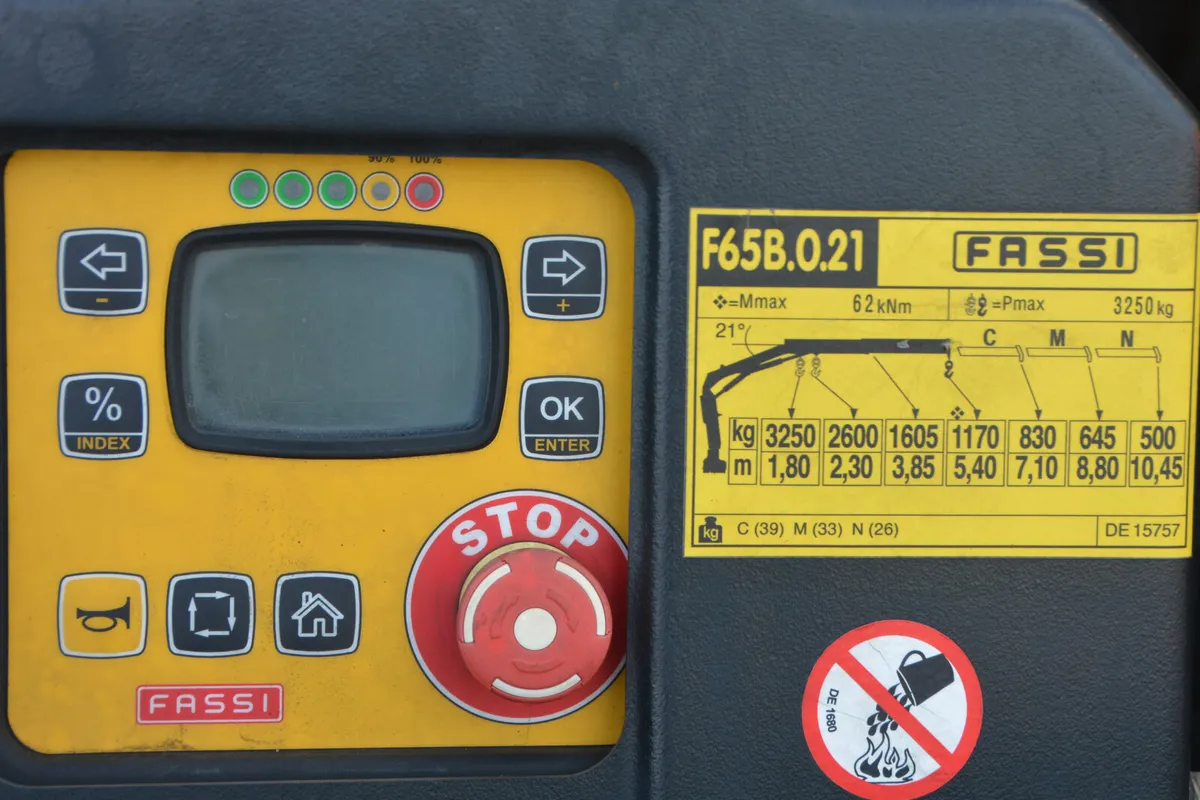 90% 100%
-
+
%
INDEX
OK
ENTER
STOP
FASSI
F65B.0.21 FASSI
=Mmax 62 kNm =Pmax 3250 kg
21° C M N
kg 3250 2600 1605 1170 830 645 500
m 1,80 2,30 3,85 5,40 7,10 8,80 10,45
kg C (39) M (33) N (26) DE 15757
DE 1680